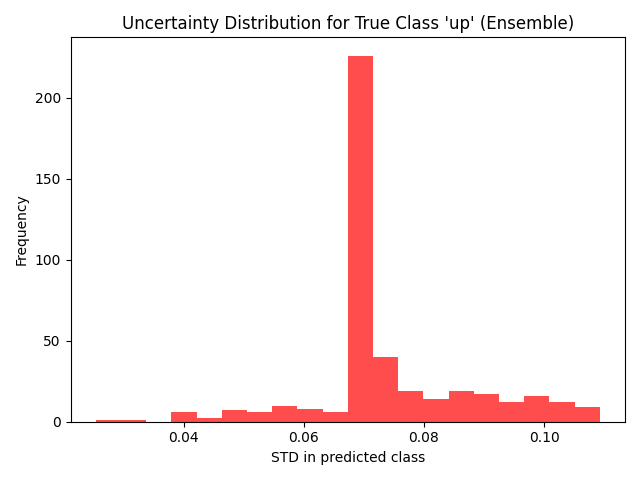 Uncertainty Distribution for True Class 'up' (Ensemble)
Frequency
200
150
100
50
0
0.04 0.06 0.08 0.10
STD in predicted class